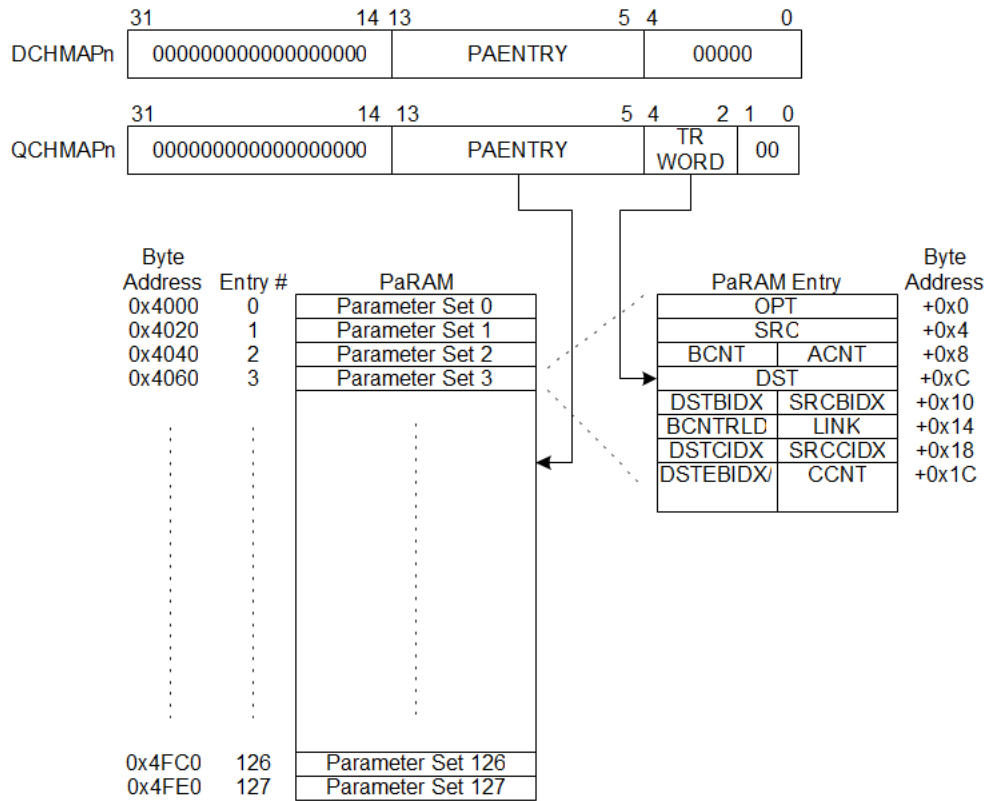 31 14 13 5 4 0
DCHMAPn 000000000000000000 PAENTRY 00000
31 14 13 5 4 2 1 0
QCHMAPn 000000000000000000 PAENTRY TR WORD 00
Byte
Address Entry # PaRAM
0x4000 0 Parameter Set 0
0x4020 1 Parameter Set 1
0x4040 2 Parameter Set 2
0x4060 3 Parameter Set 3
0x4FC0 126 Parameter Set 126
0x4FE0 127 Parameter Set 127
Byte
PaRAM Entry Address
OPT +0x0
SRC +0x4
BCNT ACNT +0x8
DST +0xC
DSTBIDX SRCBIDX +0x10
BCNTRLD LINK +0x14
DSTCIDX SRCCIDX +0x18
DSTEBIDX/ CCNT +0x1C